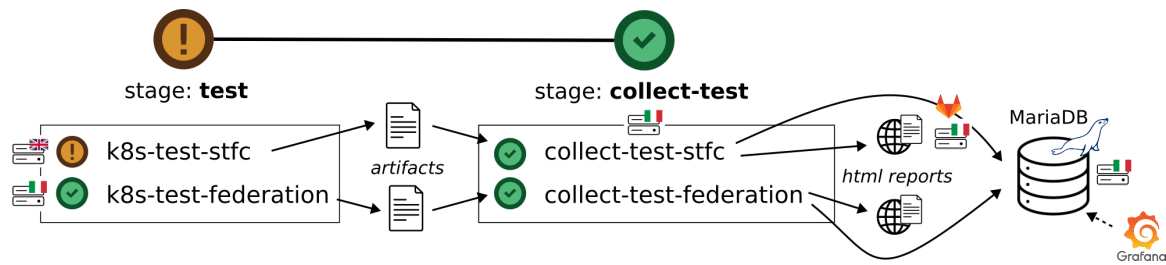 stage: test
stage: collect-test
k8s-test-stfc
k8s-test-federation
artifacts
collect-test-stfc
collect-test-federation
html reports
MariaDB
Grafana